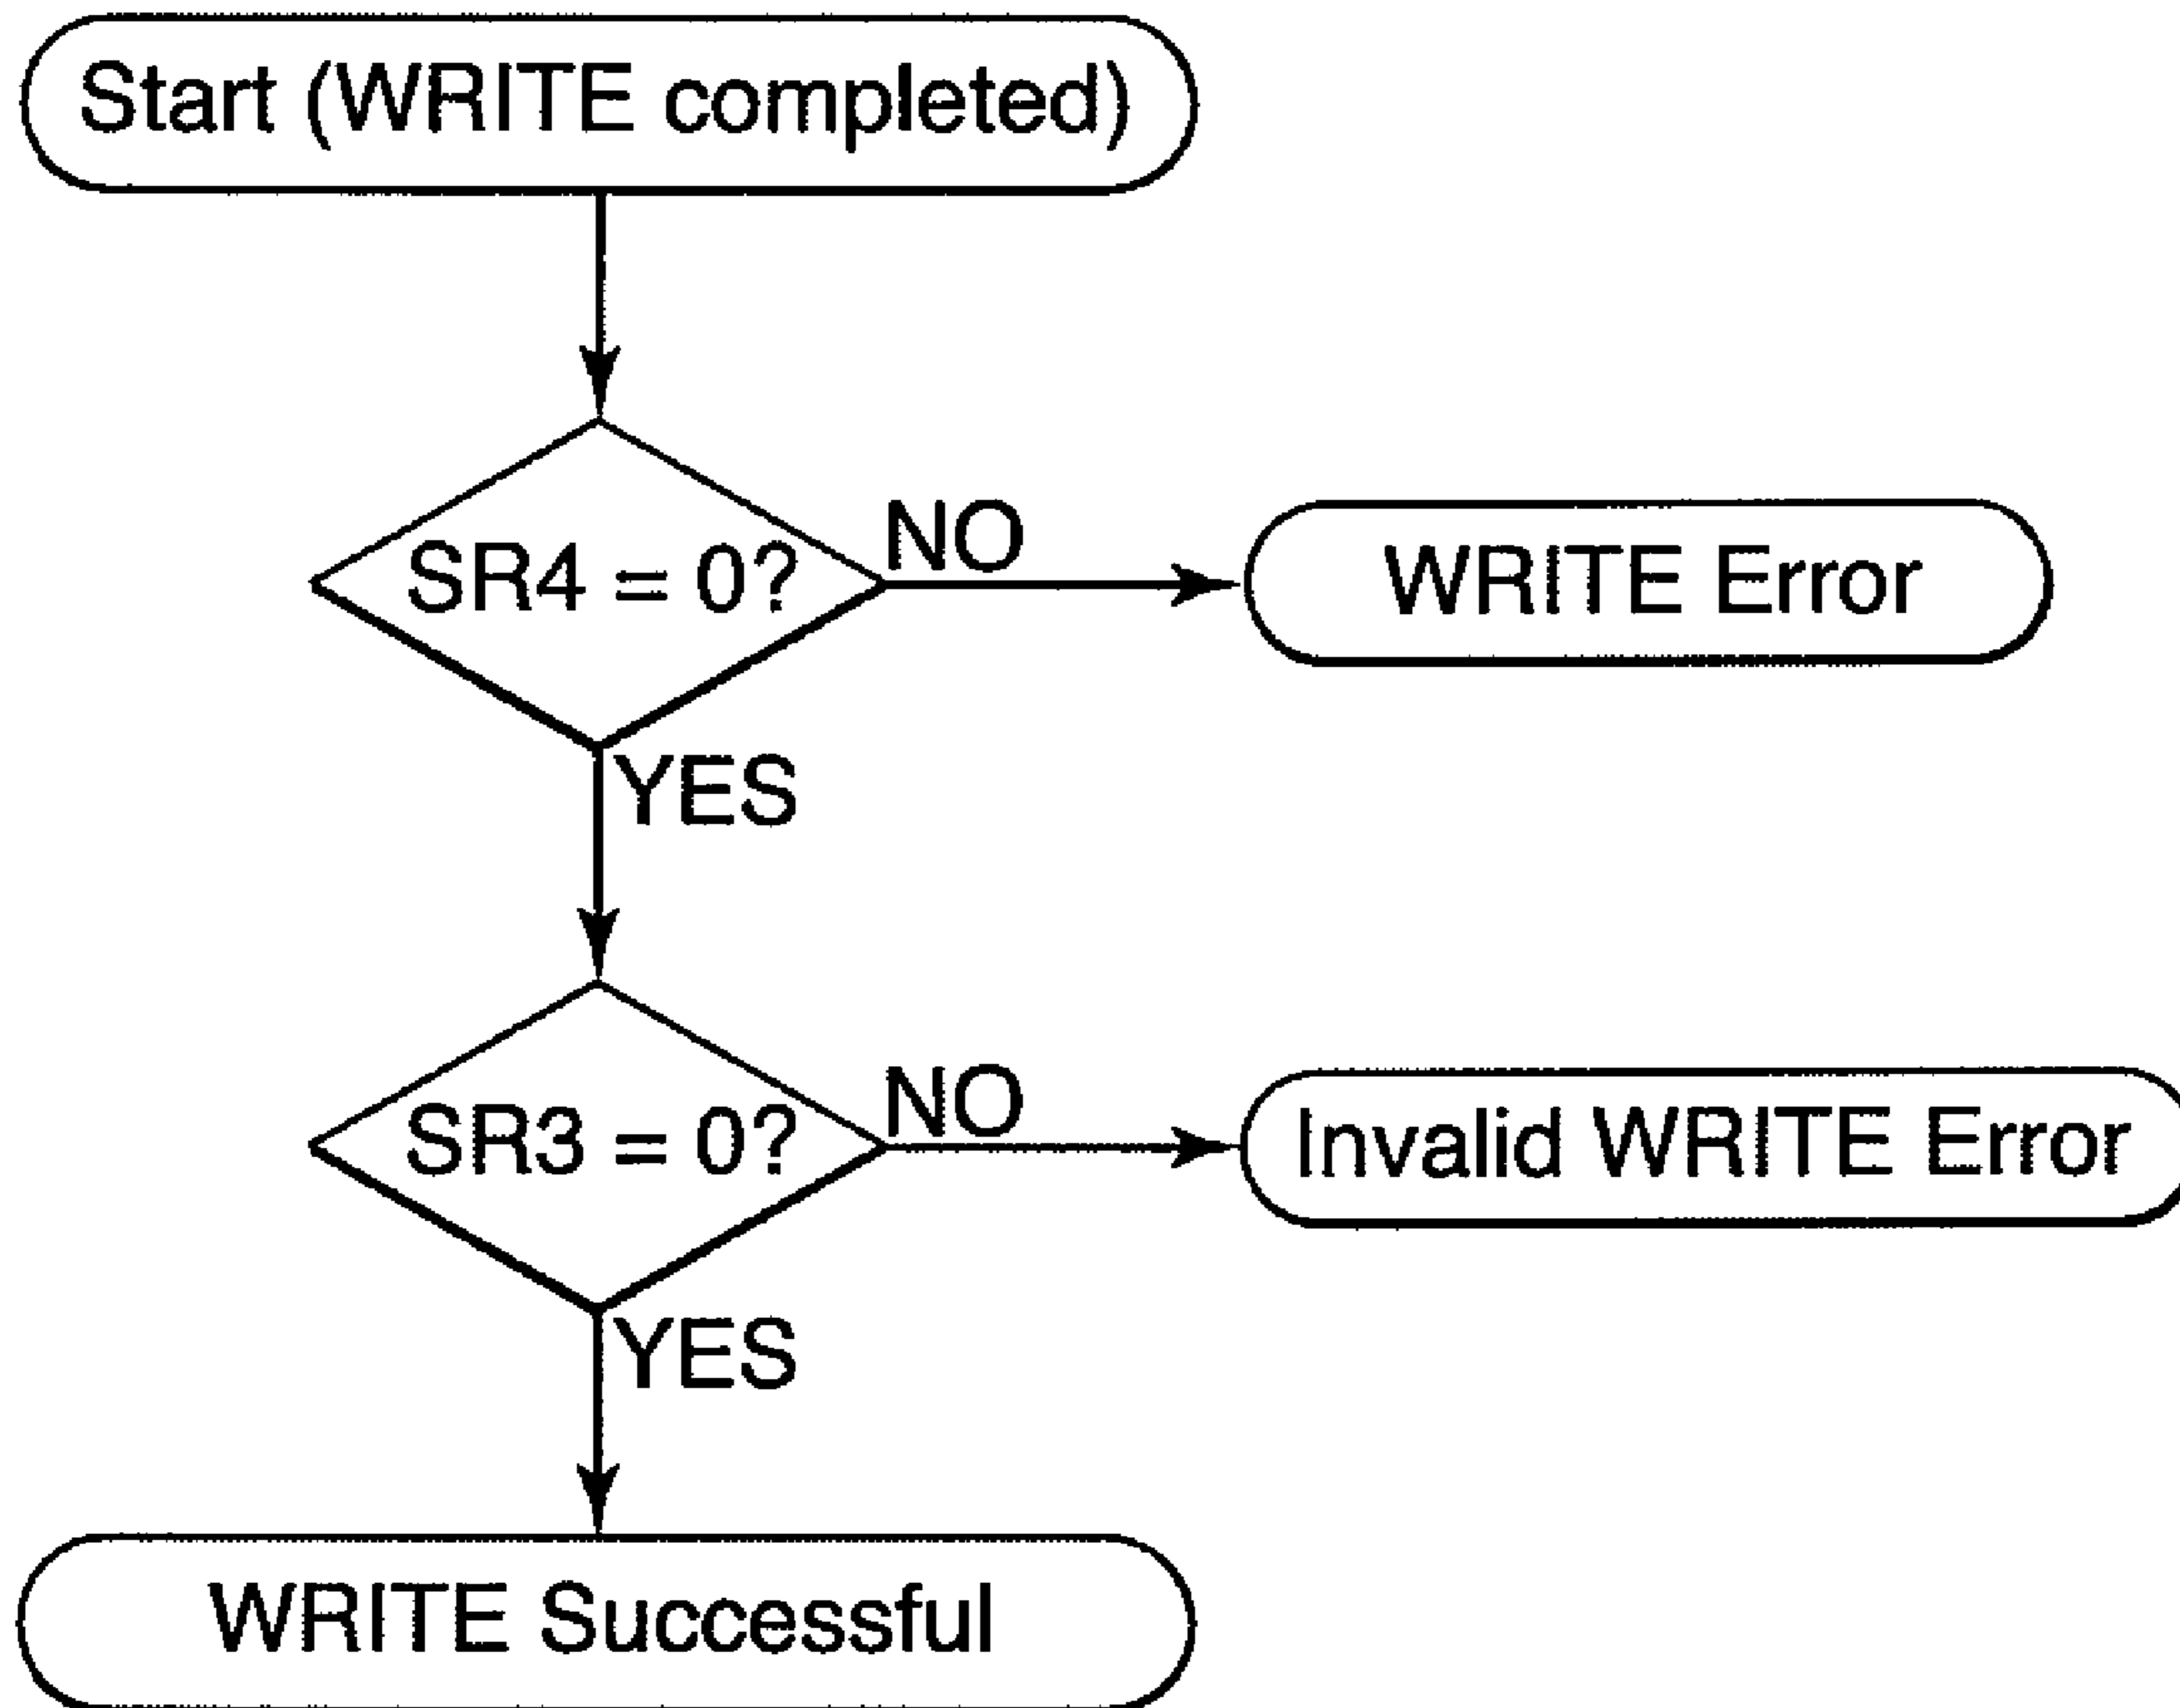 Start (WRITE completed)
SR4 = 0?
NO
WRITE Error
YES
SR3 = 0?
NO
Invalid WRITE Error
YES
WRITE Successful